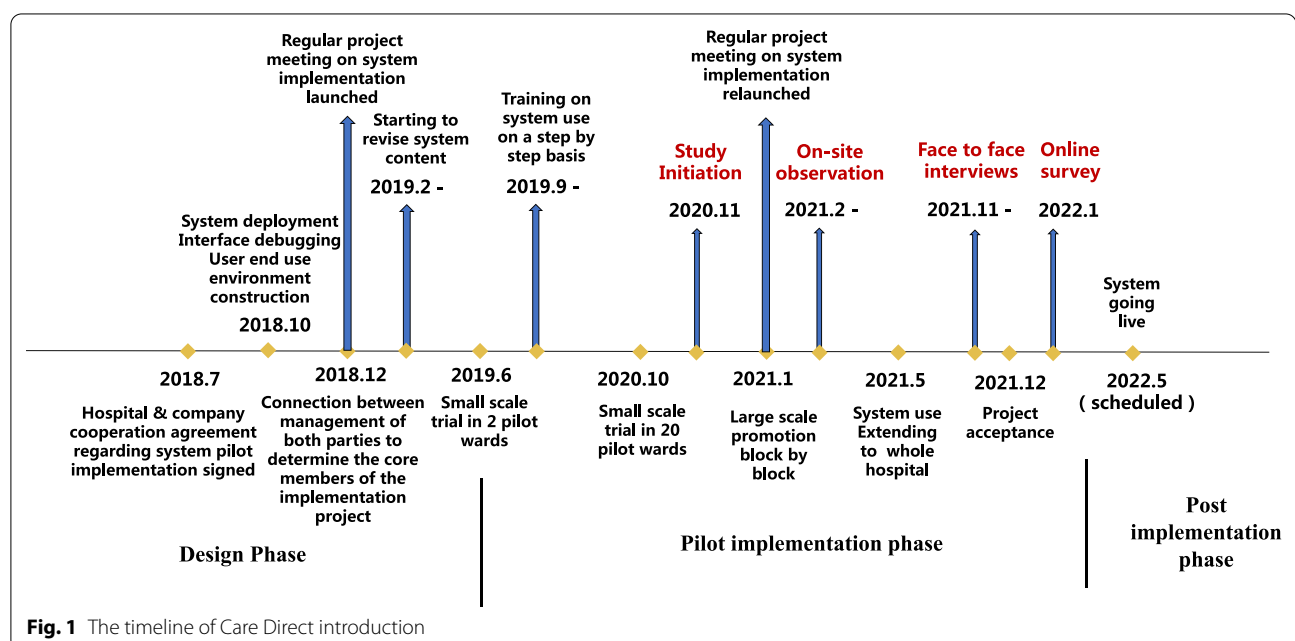 Regular project
meeting on system
implementation
launched
Starting to
revise system
content
2019.2 -
Training on
system use
on a step by
step basis
2019.9 -
System deployment
Interface debugging
User end use
environment
construction
2018.10
Regular project
meeting on system
implementation
relaunched
Study
Initiation
2020.11
On-site
observation
2021.2 -
Face to face
interviews
2021.11 -
Online
survey
2022.1
System
going
live
2018.7
Hospital & company
cooperation agreement
regarding system pilot
implementation signed
2018.12
Connection between
management of
both parties to
determine the core
members of the
implementation
project
2019.6
Small scale
trial in 2 pilot
wards
2020.10
Small scale
trial in 20
pilot wards
2021.1
Large scale
promotion
block by
block
2021.5
System use
Extending
to whole
hospital
2021.12
Project
acceptance
2022.5
( scheduled )
Design Phase
Pilot implementation phase
Post
implementation
phase
Fig. 1 The timeline of Care Direct introduction